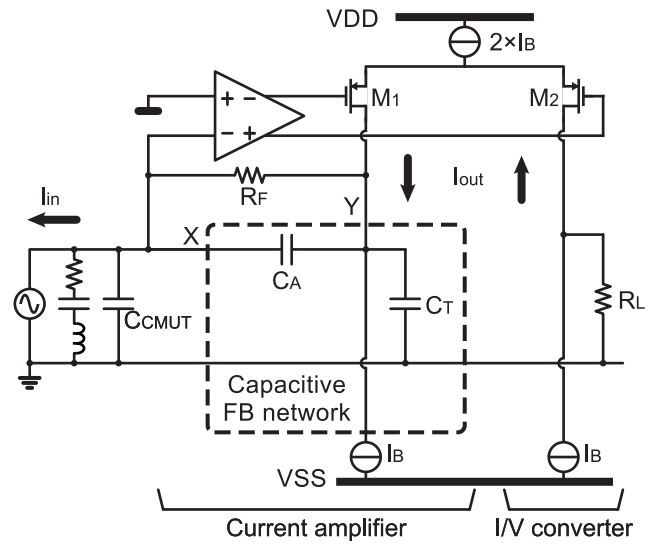 VDD
2×IB
+ −
− +
M1
M2
Iout
RF
Iin
X
Y
CA
CT
CCMUT
RL
Capacitive
FB network
IB
IB
VSS
Current amplifier
I/V converter